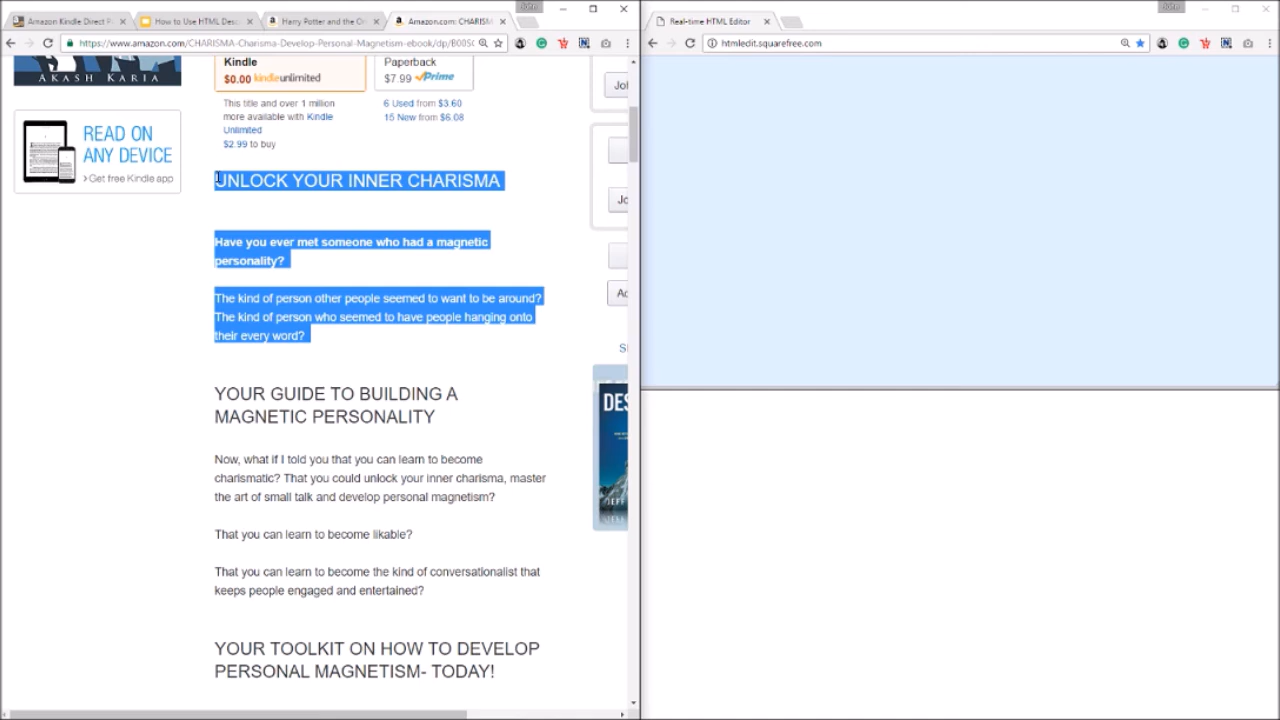 Amazon Kindle Direct P
How to Use HTML Des
Harry Potter and the O
Amazon.com: CHARISM
Real-time HTML Editor
https://www.amazon.com/CHARISMA-Charisma-Develop-Personal-Magnetism-ebook/dp/B00S
htmledit.squarefree.com
AKASH KARIA
READ ON
ANY DEVICE
› Get free Kindle app
Kindle
$0.00 kindleunlimited
This title and over 1 million
more available with Kindle
Unlimited
$2.99 to buy
Paperback
$7.99 Prime
6 Used from $3.60
15 New from $6.08
UNLOCK YOUR INNER CHARISMA
Have you ever met someone who had a magnetic
personality?
The kind of person other people seemed to want to be around?
The kind of person who seemed to have people hanging onto
their every word?
YOUR GUIDE TO BUILDING A
MAGNETIC PERSONALITY
Now, what if I told you that you can learn to become
charismatic? That you could unlock your inner charisma, master
the art of small talk and develop personal magnetism?
That you can learn to become likable?
That you can learn to become the kind of conversationalist that
keeps people engaged and entertained?
YOUR TOOLKIT ON HOW TO DEVELOP
PERSONAL MAGNETISM- TODAY!
DES
JEFF